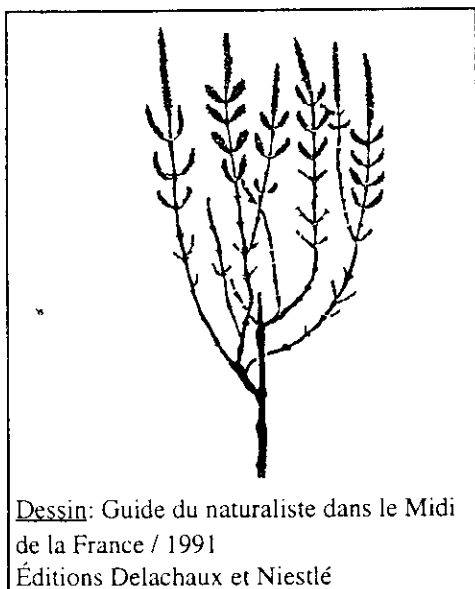 Dessin: Guide du naturaliste dans le Midi
de la France / 1991
Éditions Delachaux et Niestlé